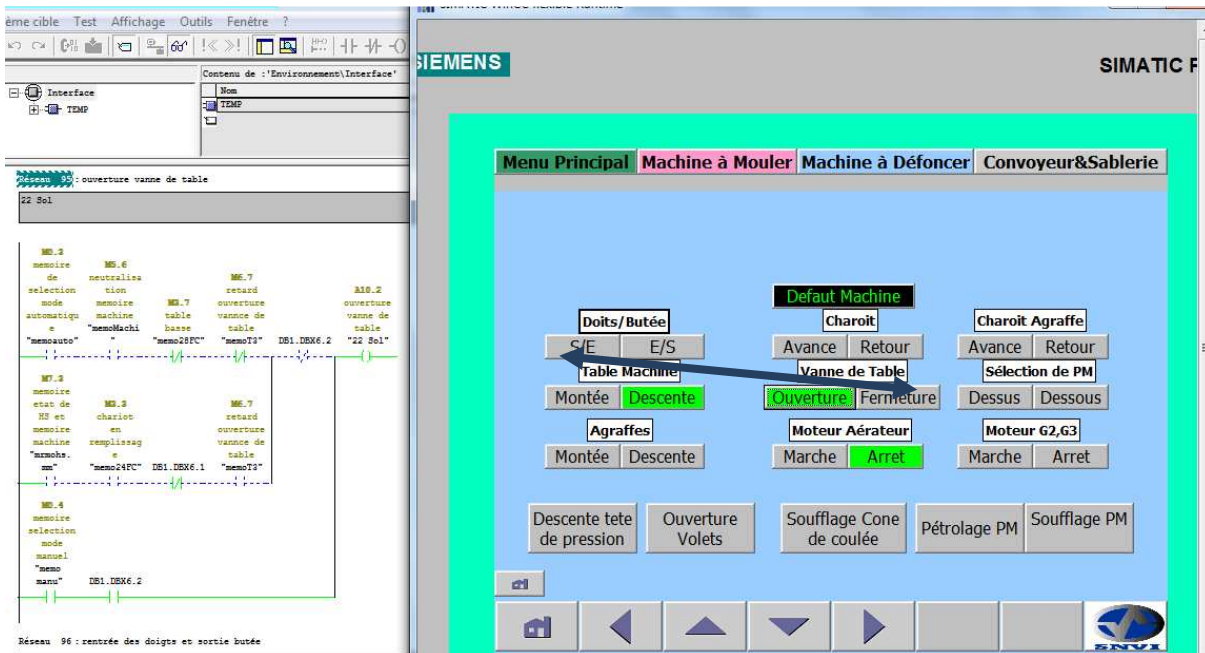 SIMATIC WinCC flexible Runtime
ème cible Test Affichage Outils Fenêtre ?
Contenu de :'Environnement\Interface'
Interface
TEMP
Nom
TEMP
Réseau 95 : ouverture vanne de table
22 Sol
M0.3
memoire
de
selection
mode
automatiqu
e
"memoauto"
M5.6
neutralisa
tion
memoire
machine
"memoMachi
"
M3.7
table
basse
"memo28FC"
M6.7
retard
ouverture
vannce de
table
"memoT3"
DB1.DBX6.2
A10.2
ouverture
vanne de
table
"22 Sol"
M7.3
memoire
etat de
HS et
memoire
machine
"mrmohs.
mm"
M3.3
chariot
en
remplissag
e
"memo24FC"
DB1.DBX6.1
M6.7
retard
ouverture
vannce de
table
"memoT3"
M0.4
memoire
selection
mode
manuel
"memo
manu"
DB1.DBX6.2
Réseau 96 : rentrée des doigts et sortie butée
SIEMENS
SIMATIC
Menu Principal Machine à Mouler Machine à Défoncer Convoyeur&Sablerie
Defaut Machine
Doits/Butée Charoit Charoit Agraffe
S/E E/S Avance Retour Avance Retour
Table Machine Vanne de Table Sélection de PM
Montée Descente Ouverture Fermeture Dessus Dessous
Agraffes Moteur Aérateur Moteur G2,G3
Montée Descente Marche Arret Marche Arret
Descente tete
de pression
Ouverture
Volets
Soufflage Cone
de coulée
Pétrolage PM
Soufflage PM
SNVI